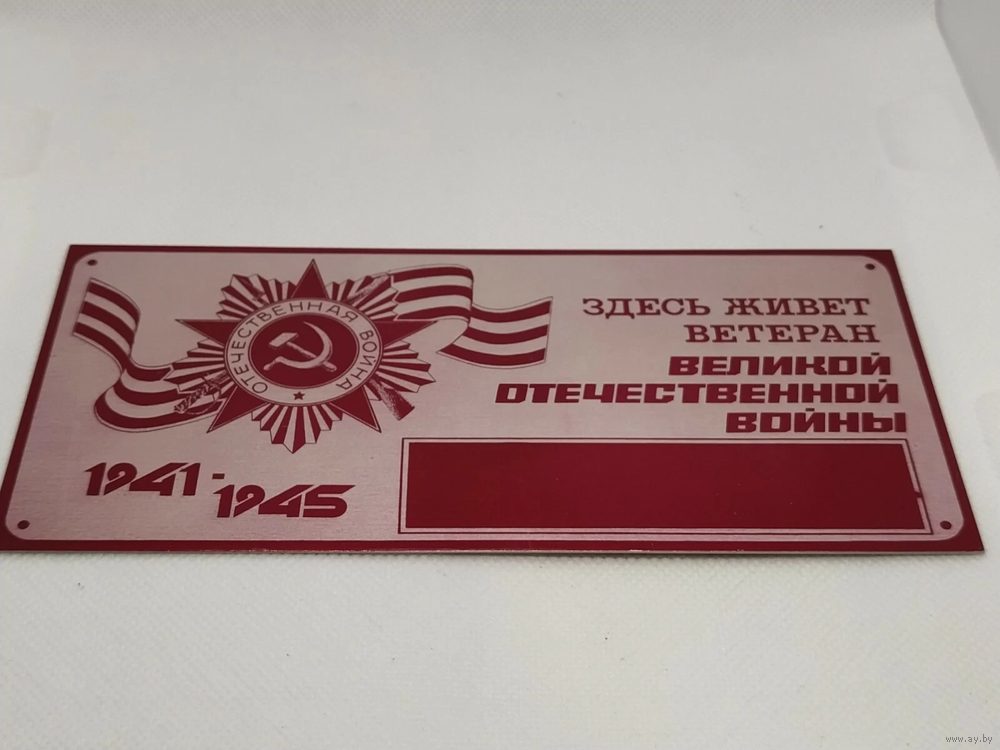 ОТЕЧЕСТВЕННАЯ ВОЙНА
ЗДЕСЬ ЖИВЕТ
ВЕТЕРАН
ВЕЛИКОЙ
ОТЕЧЕСТВЕННОЙ
ВОЙНЫ
1941-
1945
www.ay.by